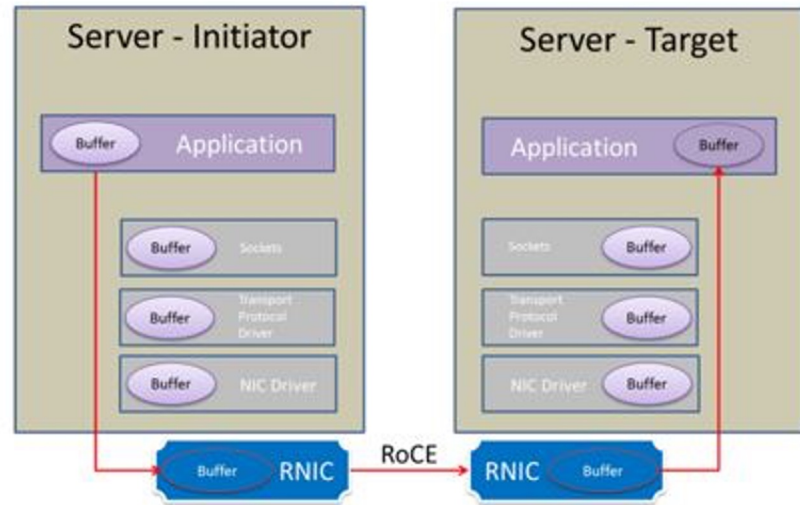 Server - Initiator
Buffer Application
Buffer Sockets
Buffer Transport
Protocol
Driver
Buffer NIC Driver
Buffer RNIC
RoCE
Server - Target
Application Buffer
Sockets Buffer
Transport
Protocol
Driver Buffer
NIC Driver Buffer
RNIC Buffer